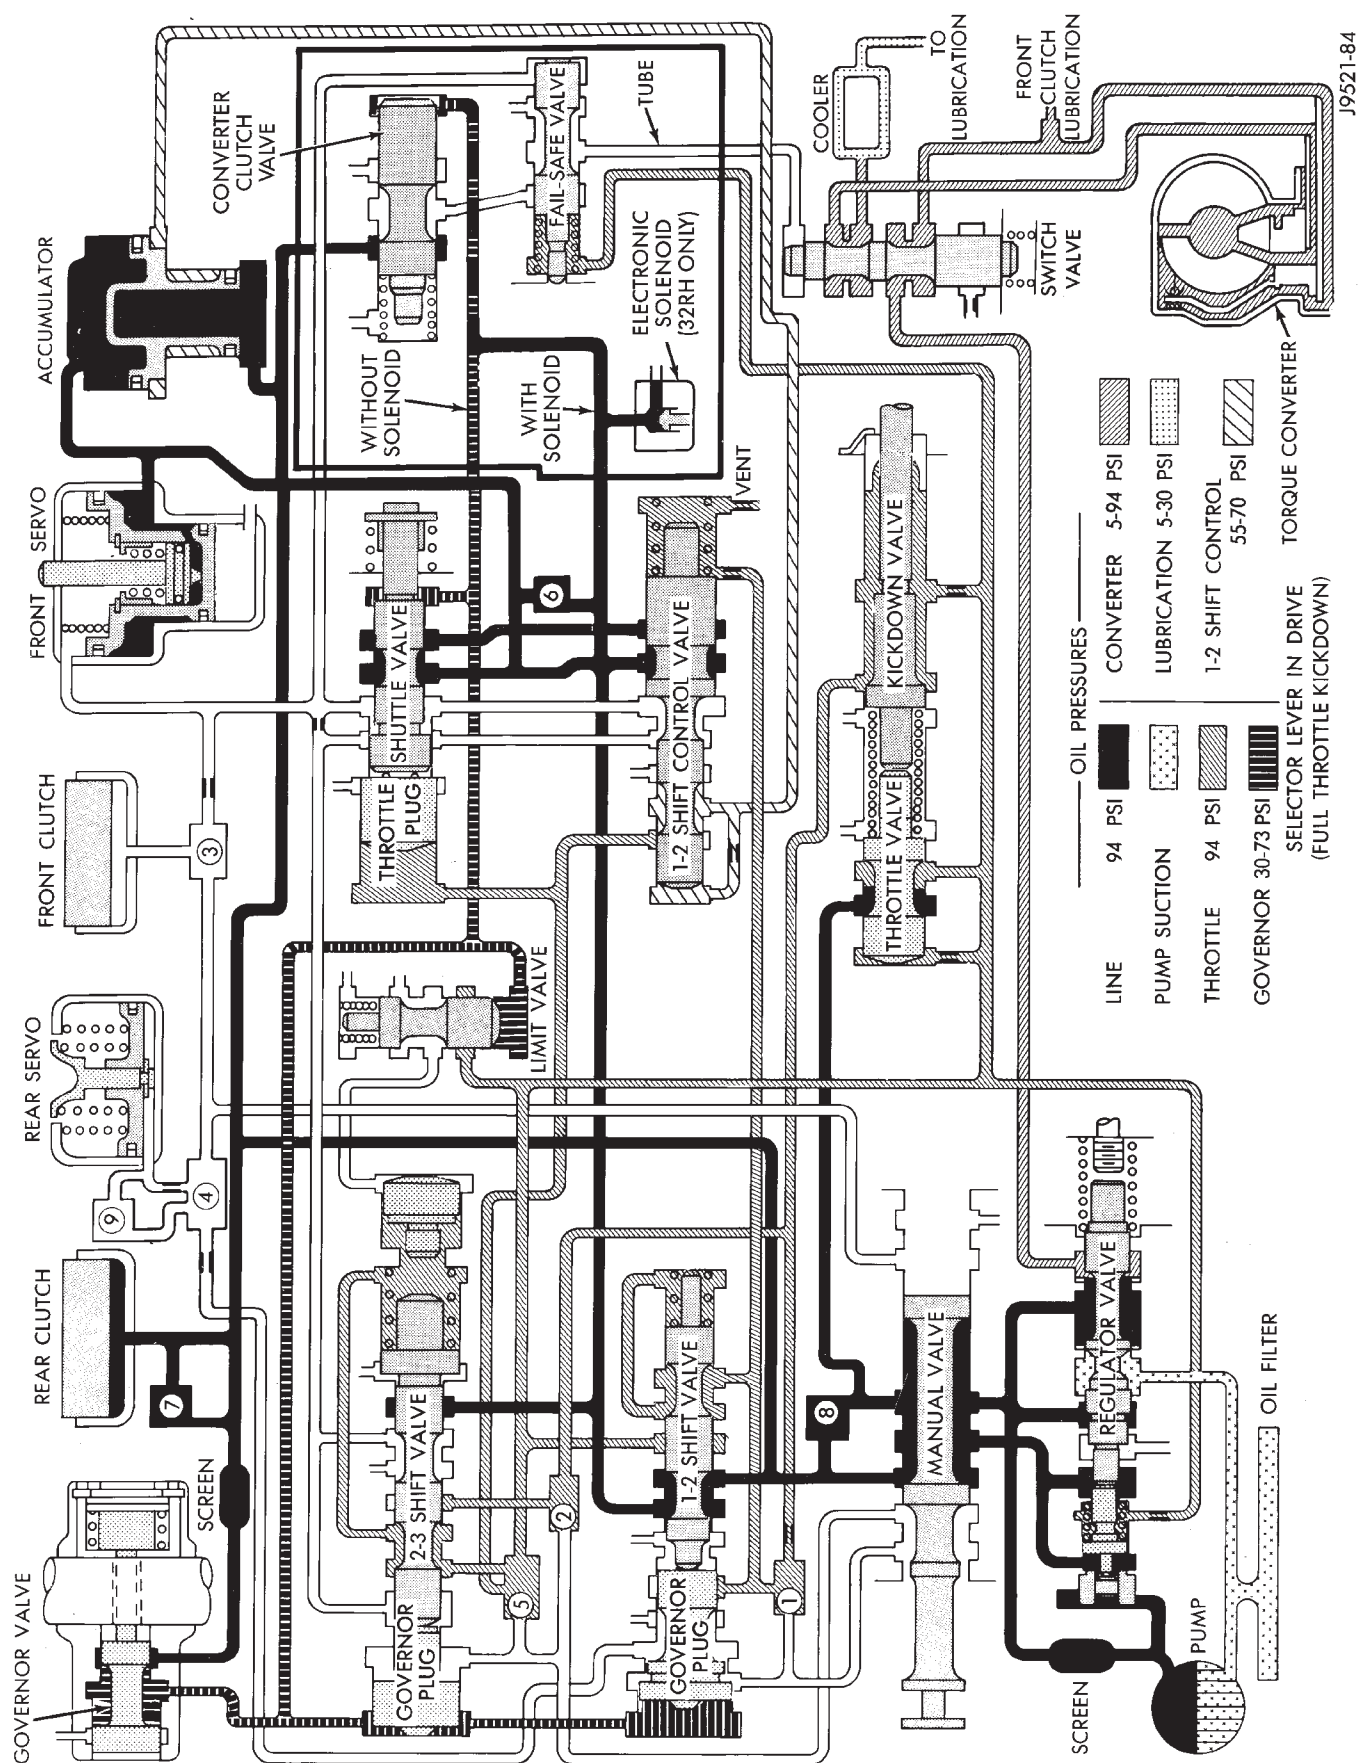 GOVERNOR VALVE
REAR CLUTCH
REAR SERVO
FRONT CLUTCH
FRONT SERVO
ACCUMULATOR
SCREEN
7
9
4
3
CONVERTER
CLUTCH
VALVE
WITHOUT
SOLENOID
WITH
SOLENOID
ELECTRONIC
SOLENOID
(32RH ONLY)
FAIL-SAFE VALVE
TUBE
GOVERNOR
PLUG
2-3 SHIFT VALVE
LIMIT VALVE
THROTTLE
PLUG
SHUTTLE VALVE
6
5
2
GOVERNOR
PLUG
1-2 SHIFT VALVE
1-2 SHIFT CONTROL VALVE
VENT
1
8
MANUAL VALVE
THROTTLE VALVE
KICKDOWN VALVE
SWITCH
VALVE
COOLER
TO
LUBRICATION
FRONT
CLUTCH
LUBRICATION
SCREEN
PUMP
REGULATOR VALVE
OIL FILTER
OIL PRESSURES
LINE 94 PSI
PUMP SUCTION
THROTTLE 94 PSI
GOVERNOR 30-73 PSI
CONVERTER 5-94 PSI
LUBRICATION 5-30 PSI
1-2 SHIFT CONTROL
55-70 PSI
SELECTOR LEVER IN DRIVE
(FULL THROTTLE KICKDOWN)
TORQUE CONVERTER
J9521-84